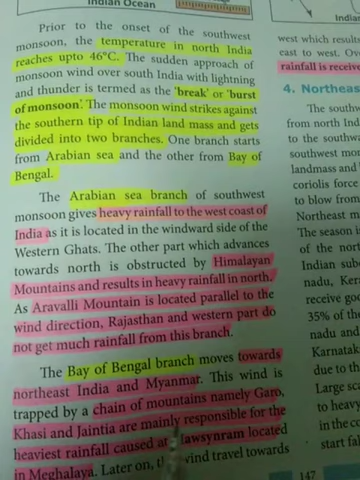 Indian Ocean
Prior to the onset of the southwest
monsoon, the temperature in north India
reaches upto 46°C. The sudden approach of
monsoon wind over south India with lightning
and thunder is termed as the 'break' or 'burst
of monsoon'. The monsoon wind strikes against
the southern tip of Indian land mass and gets
divided into two branches. One branch starts
from Arabian sea and the other from Bay of
Bengal.
The Arabian sea branch of southwest
monsoon gives heavy rainfall to the west coast of
India as it is located in the windward side of the
Western Ghats. The other part which advances
towards north is obstructed by Himalayan
Mountains and results in heavy rainfall in north.
As Aravalli Mountain is located parallel to the
wind direction, Rajasthan and western part do
not get much rainfall from this branch.
The Bay of Bengal branch moves towards
northeast India and Myanmar. This wind is
trapped by a chain of mountains namely Garo,
Khasi and Jaintia are mainly responsible for the
heaviest rainfall caused at located
in Meghalaya. Later on, wind travel towards
India
west which
east to west.
rainfall is
4.
The
from north Ind
to the southwa
southwest mo
landmass and
coriolis force
to blow from
Northeast m
The season i
of the nort
Indian sub
nadu, Ker
receive go
35% of the
nadu and
Karnatak
due to th
Large sc
to heavy
in the co
start fal
147